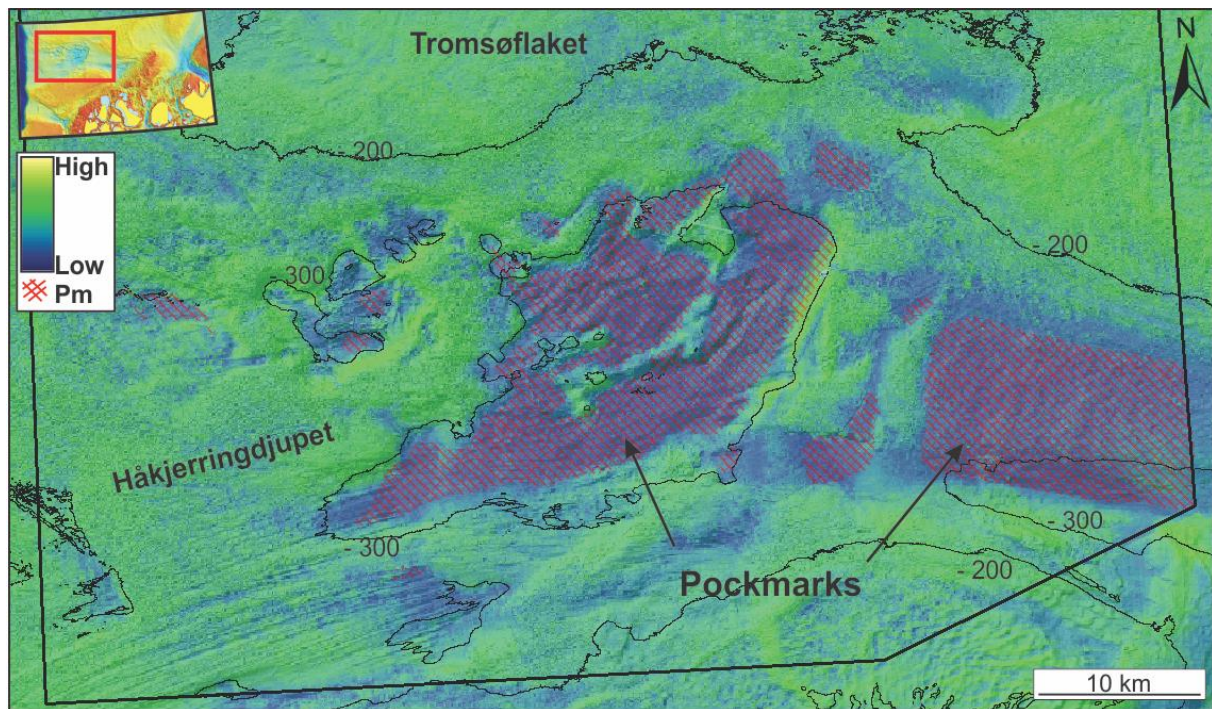 Tromsøflaket
N
- 200
High
Low
Pm
- 200
- 300
Håkjerringdjupet
- 300
- 300
- 200
Pockmarks
10 km